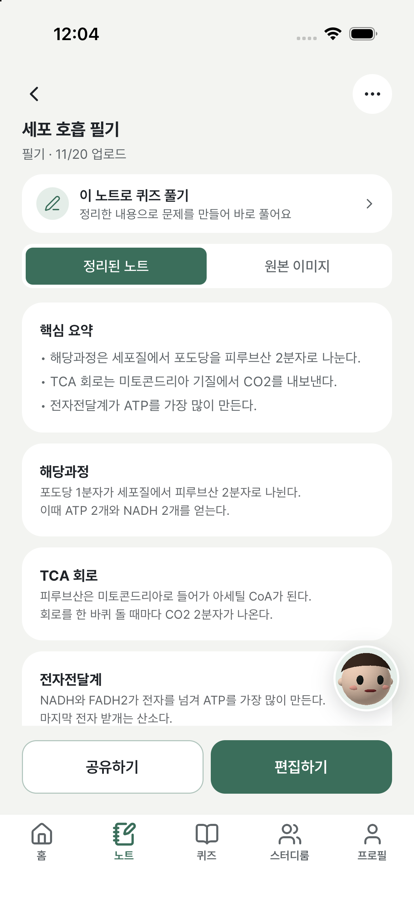 12:04
세포 호흡 필기
필기 · 11/20 업로드
이 노트로 퀴즈 풀기
정리한 내용으로 문제를 만들어 바로 풀어요
정리된 노트
원본 이미지
핵심 요약
• 해당과정은 세포질에서 포도당을 피루브산 2분자로 나눈다.
• TCA 회로는 미토콘드리아 기질에서 CO2를 내보낸다.
• 전자전달계가 ATP를 가장 많이 만든다.
해당과정
포도당 1분자가 세포질에서 피루브산 2분자로 나뉜다.
이때 ATP 2개와 NADH 2개를 얻는다.
TCA 회로
피루브산은 미토콘드리아로 들어가 아세틸 CoA가 된다.
회로를 한 바퀴 돌 때마다 CO2 2분자가 나온다.
전자전달계
NADH와 FADH2가 전자를 넘겨 ATP를 가장 많이 만든다.
마지막 전자 받개는 산소다.
공유하기
편집하기
홈
노트
퀴즈
스터디룸
프로필